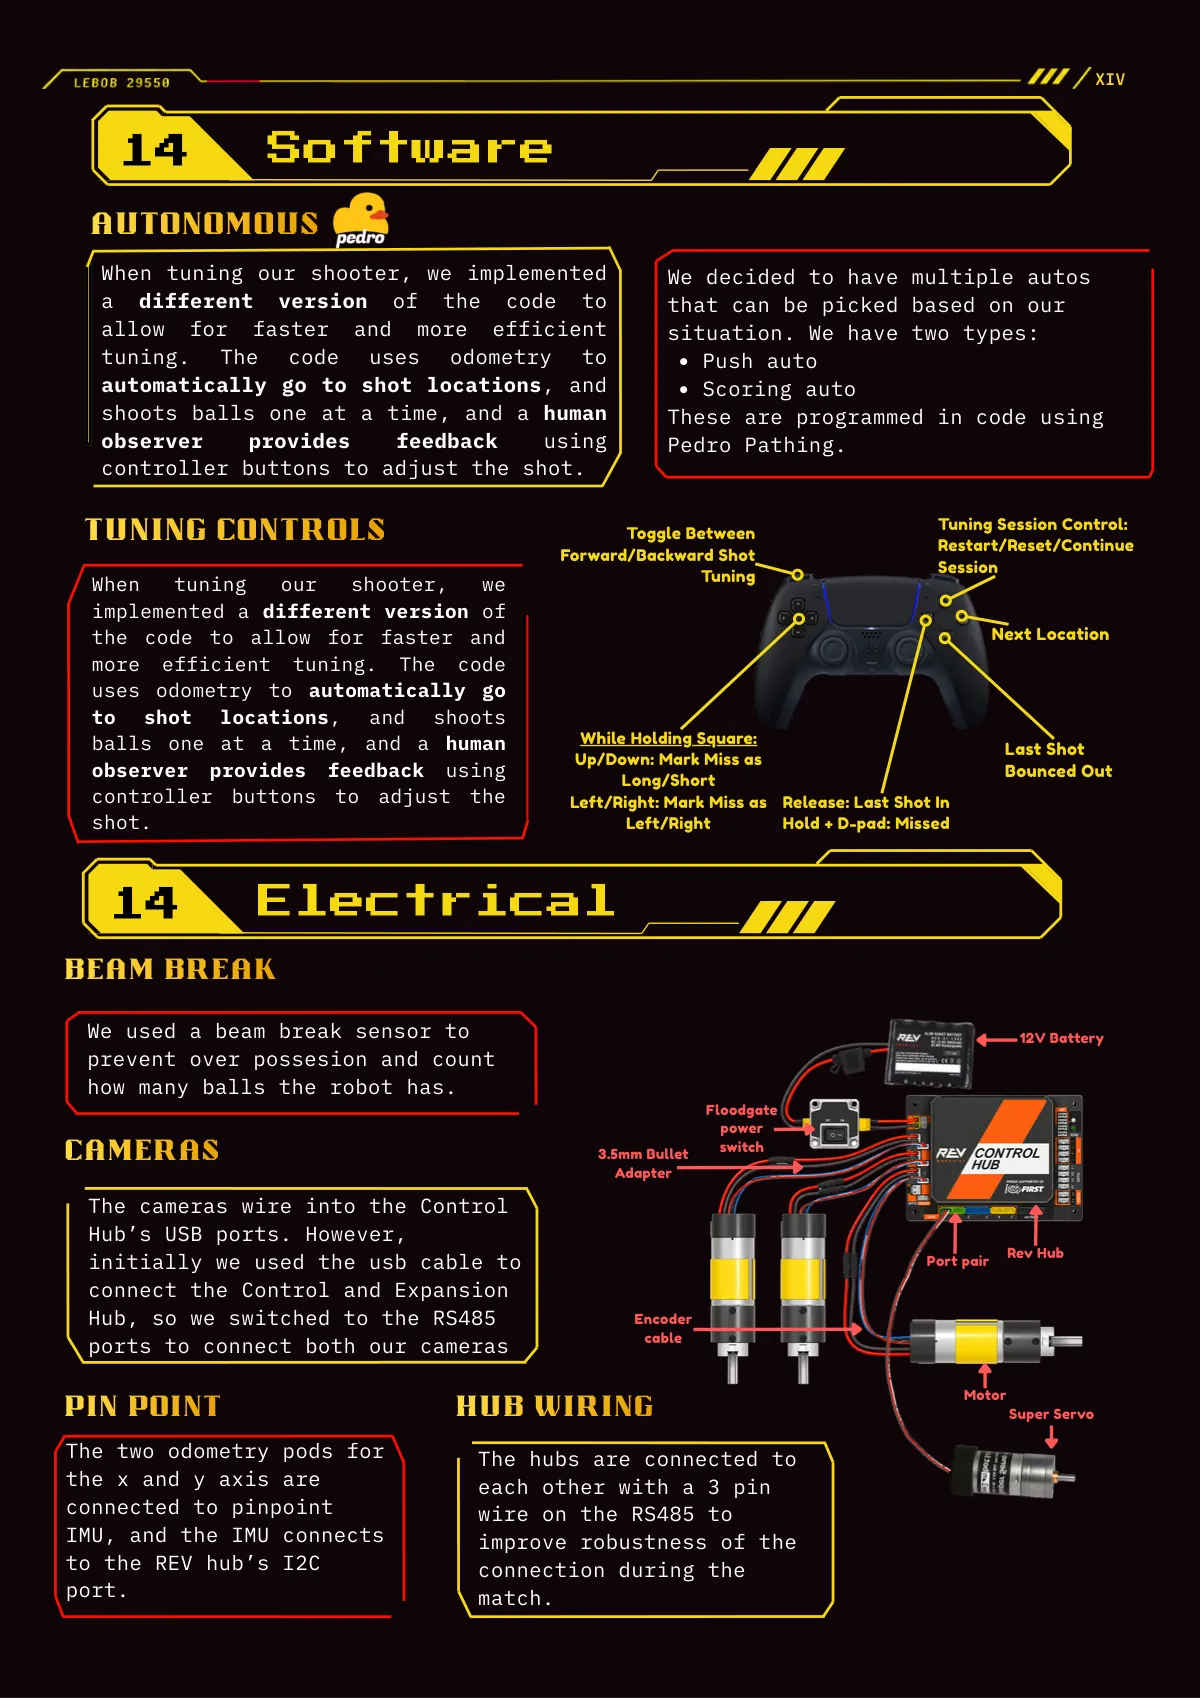 LEBOB 29550
XIV
14 Software
AUTONOMOUS
pedro
When tuning our shooter, we implemented
a different version of the code to
allow for faster and more efficient
tuning. The code uses odometry to
automatically go to shot locations, and
shoots balls one at a time, and a human
observer provides feedback using
controller buttons to adjust the shot.
We decided to have multiple autos
that can be picked based on our
situation. We have two types:
• Push auto
• Scoring auto
These are programmed in code using
Pedro Pathing.
TUNING CONTROLS
When tuning our shooter, we
implemented a different version of
the code to allow for faster and
more efficient tuning. The code
uses odometry to automatically go
to shot locations, and shoots
balls one at a time, and a human
observer provides feedback using
controller buttons to adjust the
shot.
Toggle Between
Forward/Backward Shot
Tuning
Tuning Session Control:
Restart/Reset/Continue
Session
Next Location
Last Shot
Bounced Out
While Holding Square:
Up/Down: Mark Miss as
Long/Short
Left/Right: Mark Miss as
Left/Right
Release: Last Shot In
Hold + D-pad: Missed
14 Electrical
BEAM BREAK
We used a beam break sensor to
prevent over possesion and count
how many balls the robot has.
CAMERAS
The cameras wire into the Control
Hub's USB ports. However,
initially we used the usb cable to
connect the Control and Expansion
Hub, so we switched to the RS485
ports to connect both our cameras
PIN POINT
The two odometry pods for
the x and y axis are
connected to pinpoint
IMU, and the IMU connects
to the REV hub's I2C
port.
HUB WIRING
The hubs are connected to
each other with a 3 pin
wire on the RS485 to
improve robustness of the
connection during the
match.
12V Battery
REV
Floodgate
power
switch
3.5mm Bullet
Adapter
REV
CONTROL
HUB
FIRST
Port pair
Rev Hub
Encoder
cable
Motor
Super Servo